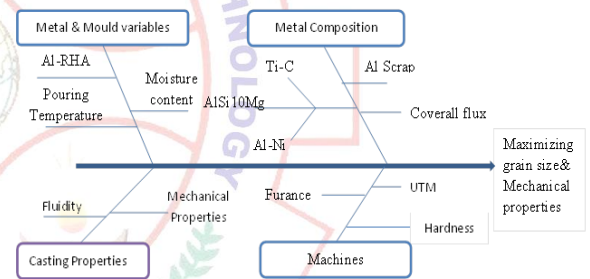 Metal & Mould variables
Metal Composition
Al-RHA
Pouring
Temperature
Moisture
content
Ti-C
Al Scrap
AlSi10Mg
Coverall flux
Al-Ni
Maximizing
grain size&
Mechanical
properties
Fluidity
Mechanical
Properties
Furance
UTM
Hardness
Casting Properties
Machines
HNOLOGY